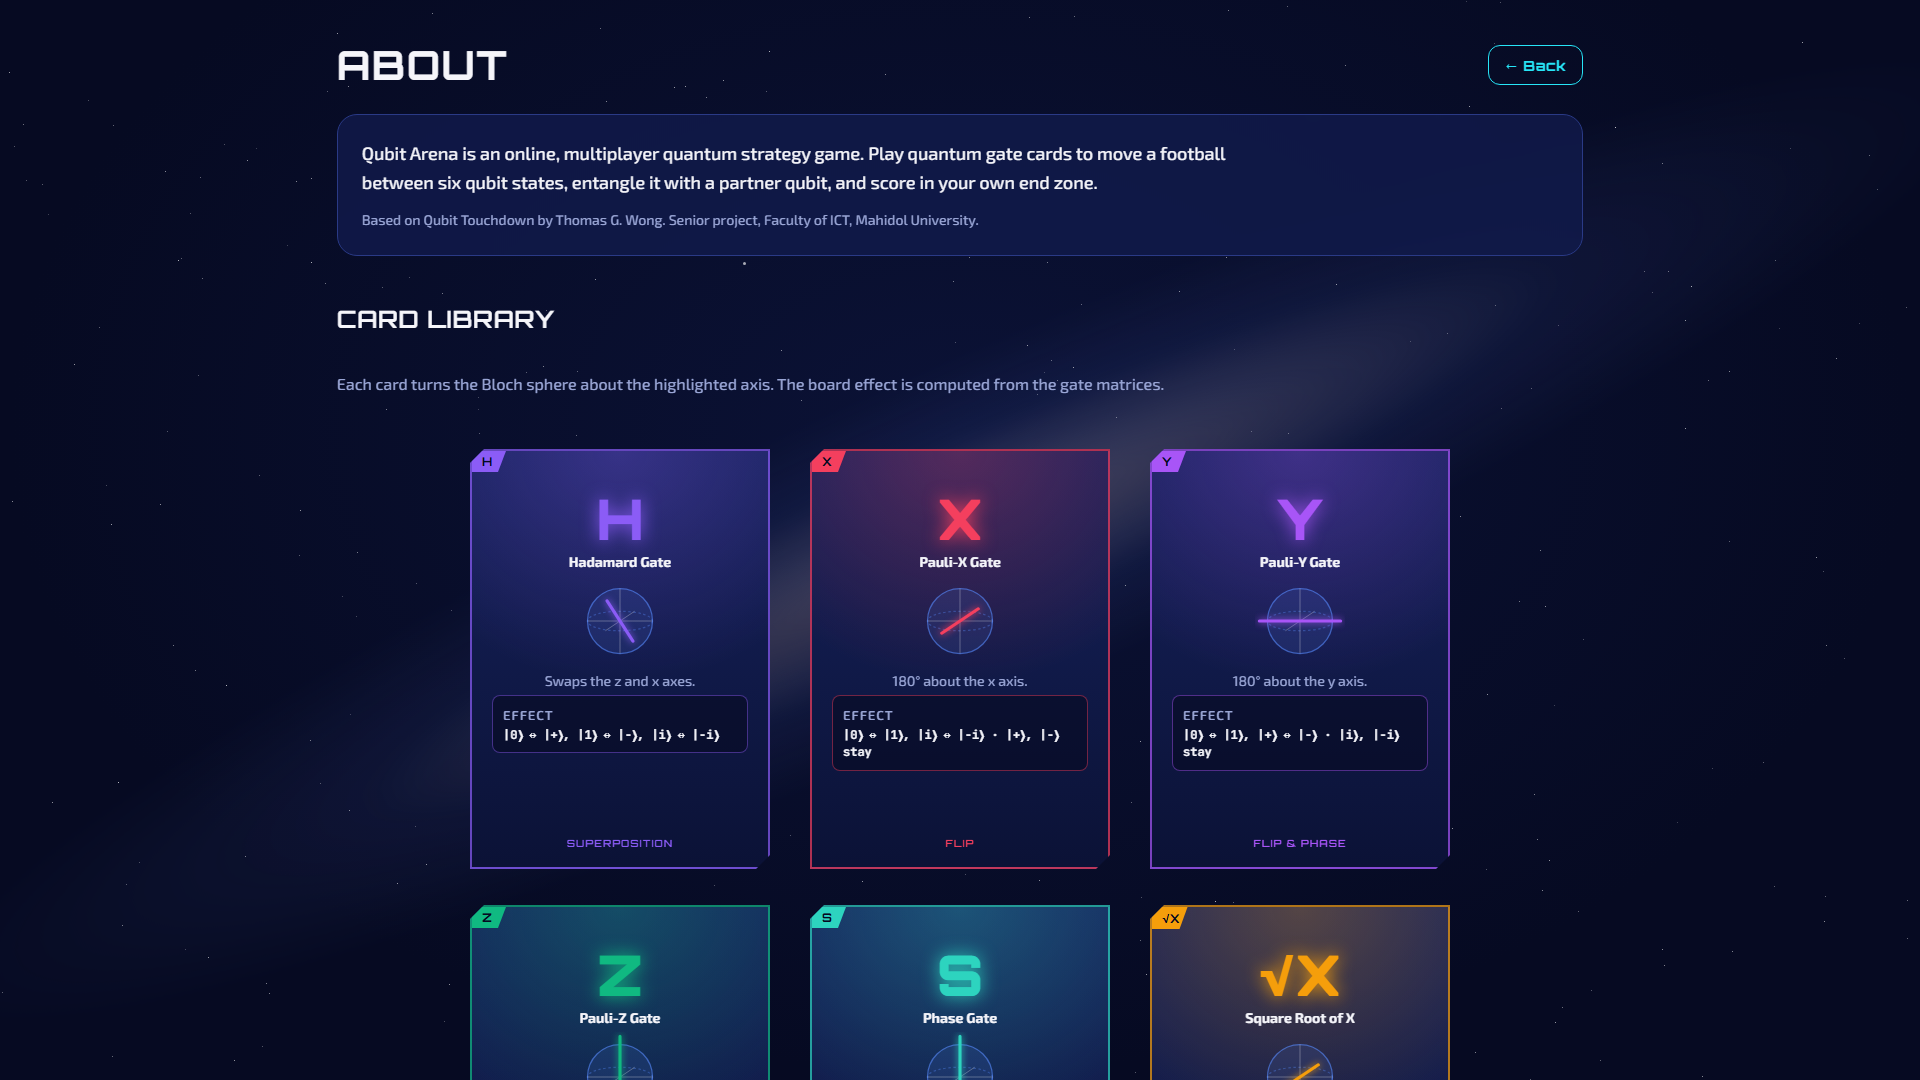 ABOUT
← Back
Qubit Arena is an online, multiplayer quantum strategy game. Play quantum gate cards to move a football
between six qubit states, entangle it with a partner qubit, and score in your own end zone.
Based on Qubit Touchdown by Thomas G. Wong. Senior project, Faculty of ICT, Mahidol University.
CARD LIBRARY
Each card turns the Bloch sphere about the highlighted axis. The board effect is computed from the gate matrices.
H
H
Hadamard Gate
Swaps the z and x axes.
EFFECT
|0⟩ ↔ |+⟩, |1⟩ ↔ |-⟩, |i⟩ ↔ |-i⟩
SUPERPOSITION
X
X
Pauli-X Gate
180° about the x axis.
EFFECT
|0⟩ ↔ |1⟩, |i⟩ ↔ |-i⟩ · |+⟩, |-⟩
stay
FLIP
Y
Y
Pauli-Y Gate
180° about the y axis.
EFFECT
|0⟩ ↔ |1⟩, |+⟩ ↔ |-⟩ · |i⟩, |-i⟩
stay
FLIP & PHASE
Z
Z
Pauli-Z Gate
S
S
Phase Gate
√X
√X
Square Root of X